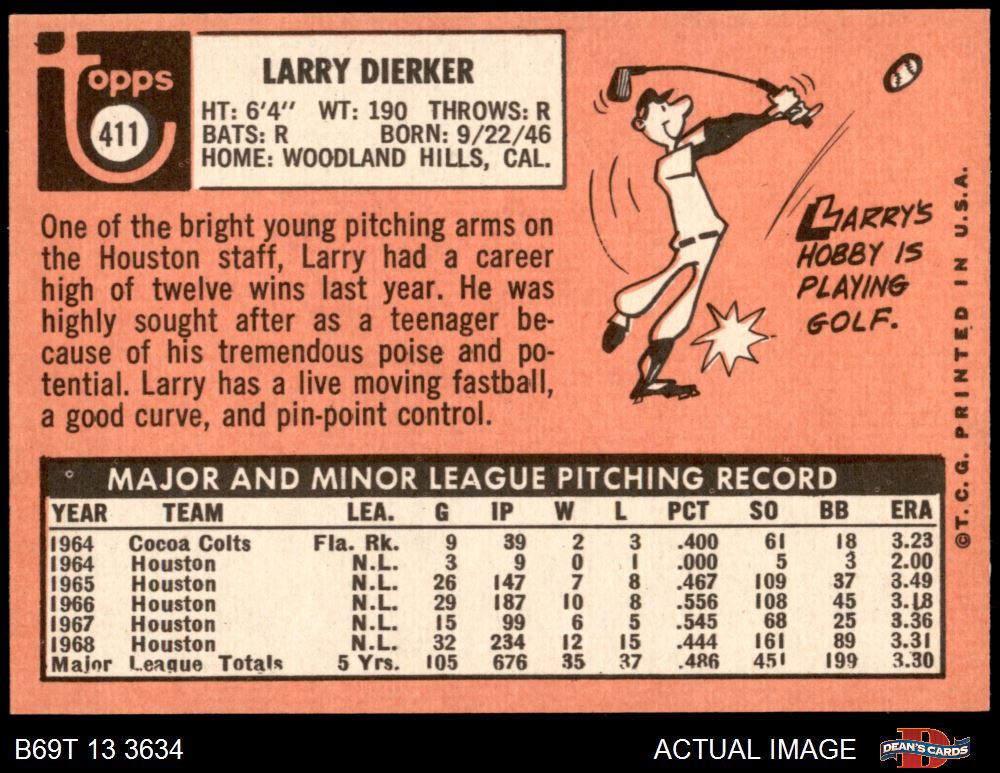 Topps
411
LARRY DIERKER
HT: 6'4" WT: 190 THROWS: R
BATS: R BORN: 9/22/46
HOME: WOODLAND HILLS, CAL.
One of the bright young pitching arms on
the Houston staff, Larry had a career
high of twelve wins last year. He was
highly sought after as a teenager be-
cause of his tremendous poise and po-
tential. Larry has a live moving fastball,
a good curve, and pin-point control.
LARRY'S
HOBBY IS
PLAYING
GOLF.
©T. C. G. PRINTED IN U.S.A.
MAJOR AND MINOR LEAGUE PITCHING RECORD
YEAR TEAM LEA. G IP W L PCT SO BB ERA
1964 Cocoa Colts Fla. Rk. 9 39 2 3 .400 61 18 3.23
1964 Houston N.L. 3 9 0 1 .000 5 3 2.00
1965 Houston N.L. 26 147 7 8 .467 109 37 3.49
1966 Houston N.L. 29 187 10 8 .556 108 45 3.18
1967 Houston N.L. 15 99 6 5 .545 68 25 3.36
1968 Houston N.L. 32 234 12 15 .444 161 89 3.31
Major League Totals 5 Yrs. 105 676 35 37 .486 451 199 3.30
B69T 13 3634
ACTUAL IMAGE
DEAN'S CARDS